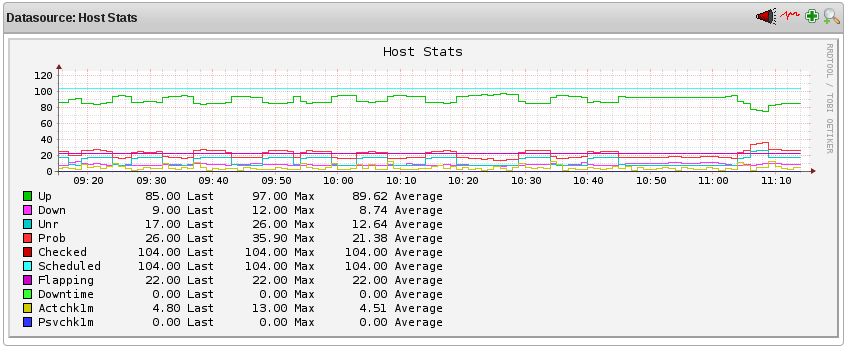 Datasource: Host Stats
Host Stats
RRDTOOL / TOBI OETIKER
120
100
80
60
40
20
0
09:20 09:30 09:40 09:50 10:00 10:10 10:20 10:30 10:40 10:50 11:00 11:10
Up 85.00 Last 97.00 Max 89.62 Average
Down 9.00 Last 12.00 Max 8.74 Average
Unr 17.00 Last 26.00 Max 12.64 Average
Prob 26.00 Last 35.90 Max 21.38 Average
Checked 104.00 Last 104.00 Max 104.00 Average
Scheduled 104.00 Last 104.00 Max 104.00 Average
Flapping 22.00 Last 22.00 Max 22.00 Average
Downtime 0.00 Last 0.00 Max 0.00 Average
Actchk1m 4.80 Last 13.00 Max 4.51 Average
Psvchk1m 0.00 Last 0.00 Max 0.00 Average